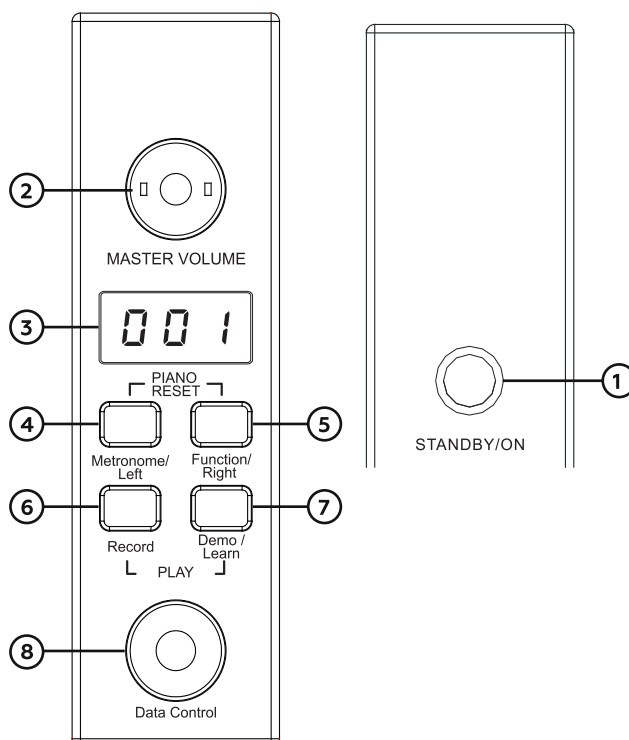 2
MASTER VOLUME
3
001
PIANO
RESET
4
5
Metronome/
Left
Function/
Right
6
7
Record
Demo /
Learn
PLAY
8
Data Control
1
STANDBY/ON